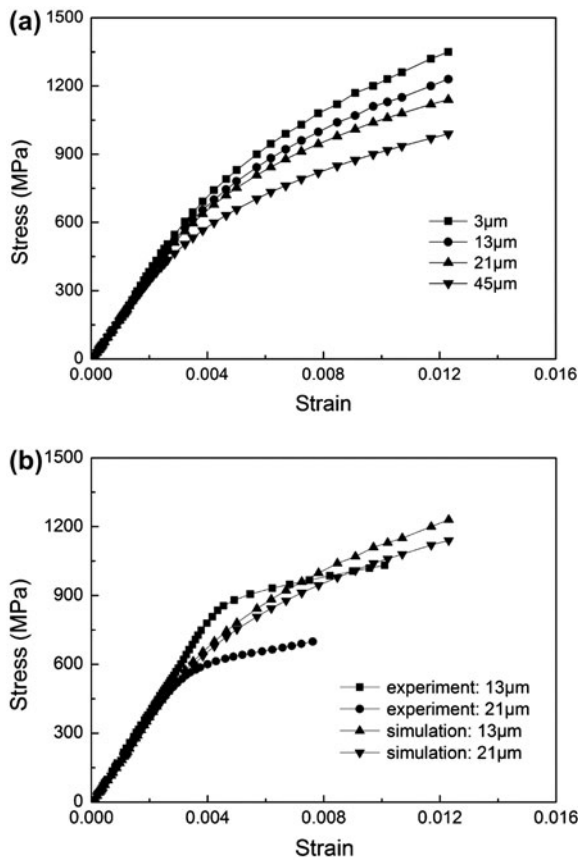 (a)
1500
1200
900
600
300
0
Stress (MPa)
3μm
13μm
21μm
45μm
0.000 0.004 0.008 0.012 0.016
Strain
(b)
1500
1200
900
600
300
0
Stress (MPa)
experiment: 13μm
experiment: 21μm
simulation: 13μm
simulation: 21μm
0.000 0.004 0.008 0.012 0.016
Strain